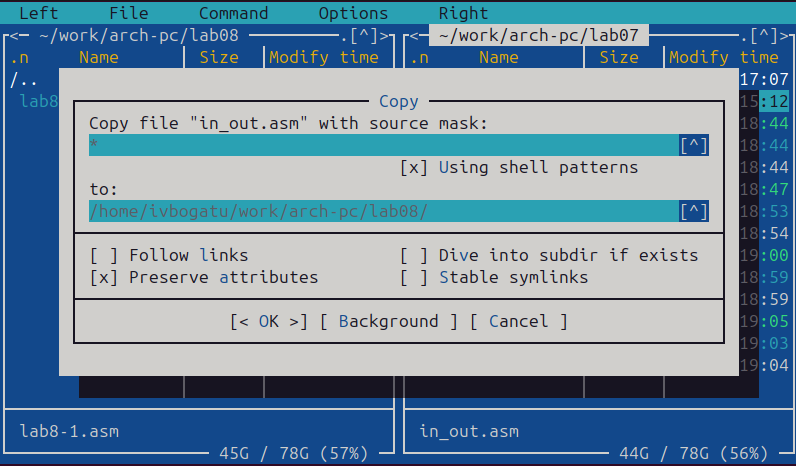 Left File Command Options Right
<─ ~/work/arch-pc/lab08 .[^]> <─ ~/work/arch-pc/lab07 .[^]>
.n Name Size Modify time .n Name Size Modify time
/.. 17:07
lab8 15:12
18:44
18:44
18:44
18:47
18:53
18:54
19:00
18:59
18:59
19:05
19:03
19:04
Copy
Copy file "in_out.asm" with source mask:
* [^]
[x] Using shell patterns
to:
/home/ivbogatu/work/arch-pc/lab08/ [^]
[ ] Follow links [ ] Dive into subdir if exists
[x] Preserve attributes [ ] Stable symlinks
[< OK >] [ Background ] [ Cancel ]
lab8-1.asm in_out.asm
45G / 78G (57%) 44G / 78G (56%)